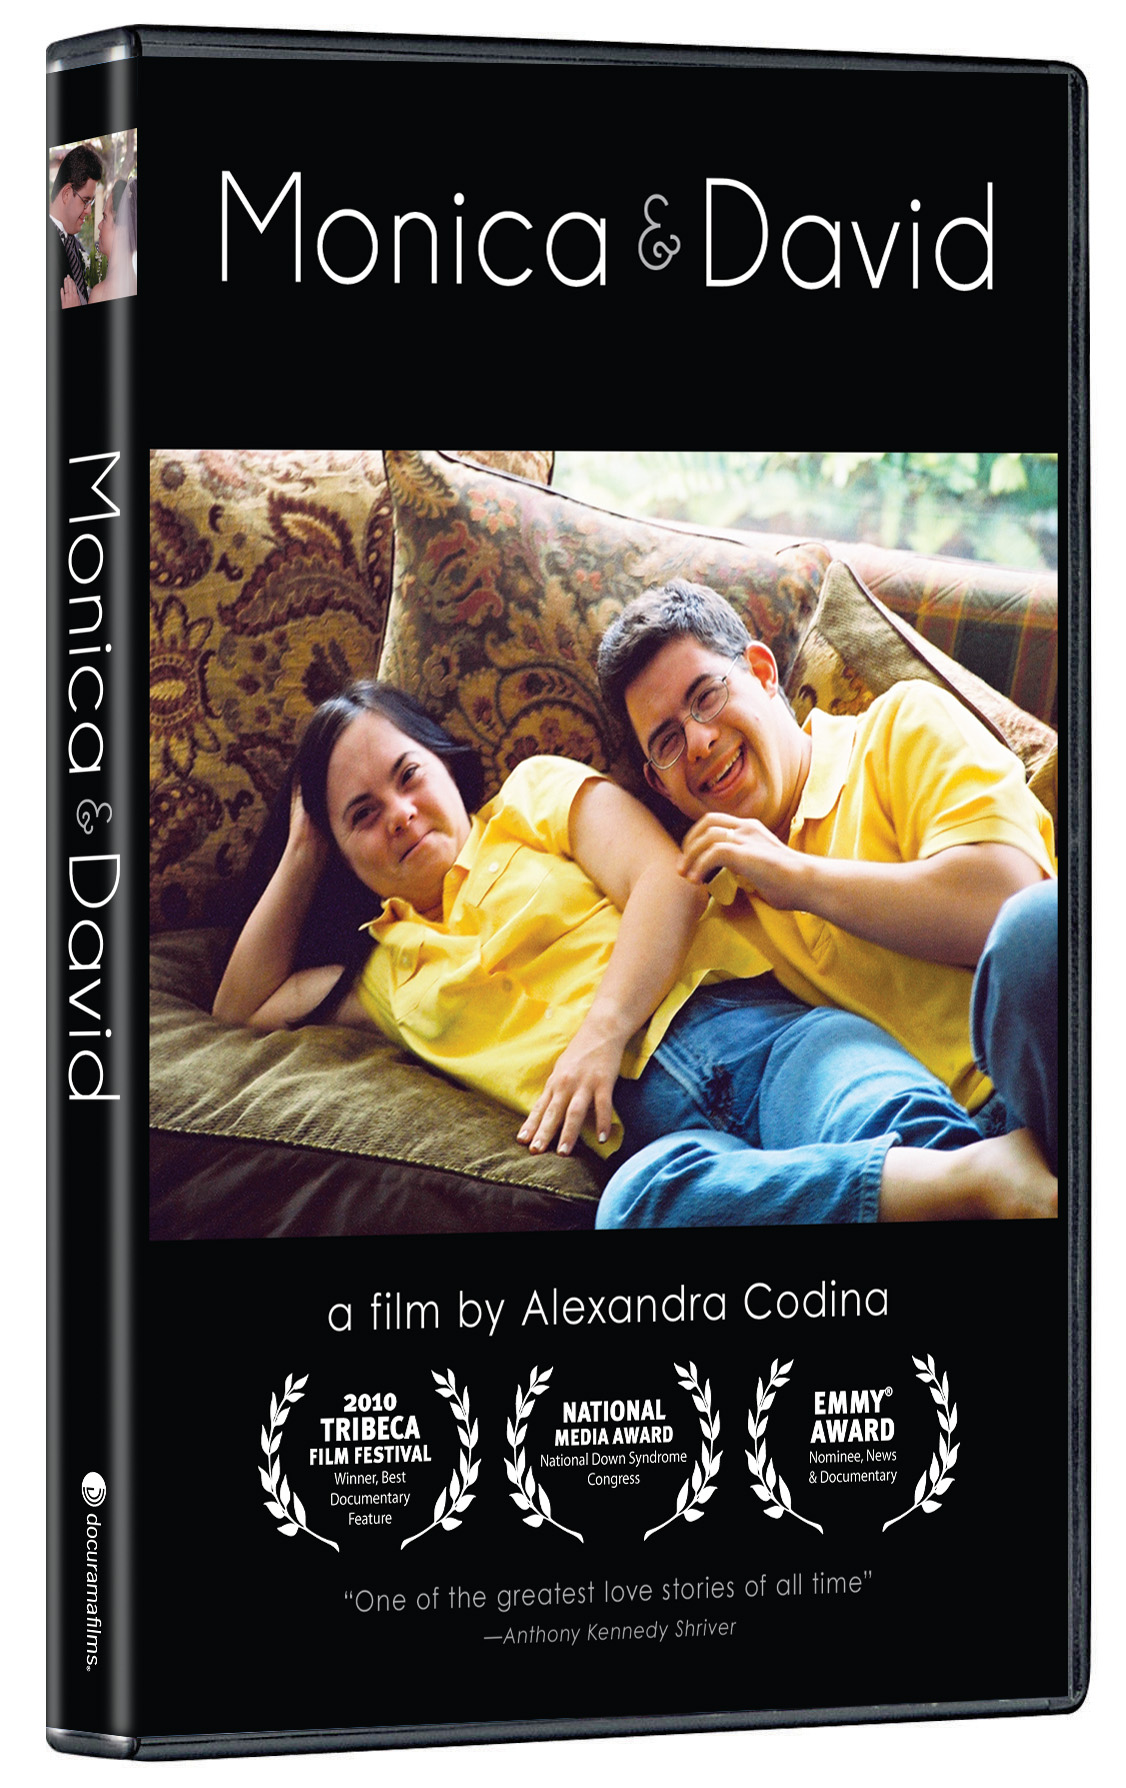 Monica & David
Monica & David
docuramafilms®
a film by Alexandra Codina
2010
TRIBECA
FILM FESTIVAL
Winner, Best
Documentary
Feature
NATIONAL
MEDIA AWARD
National Down Syndrome
Congress
EMMY®
AWARD
Nominee, News
& Documentary
“One of the greatest love stories of all time”
—Anthony Kennedy Shriver